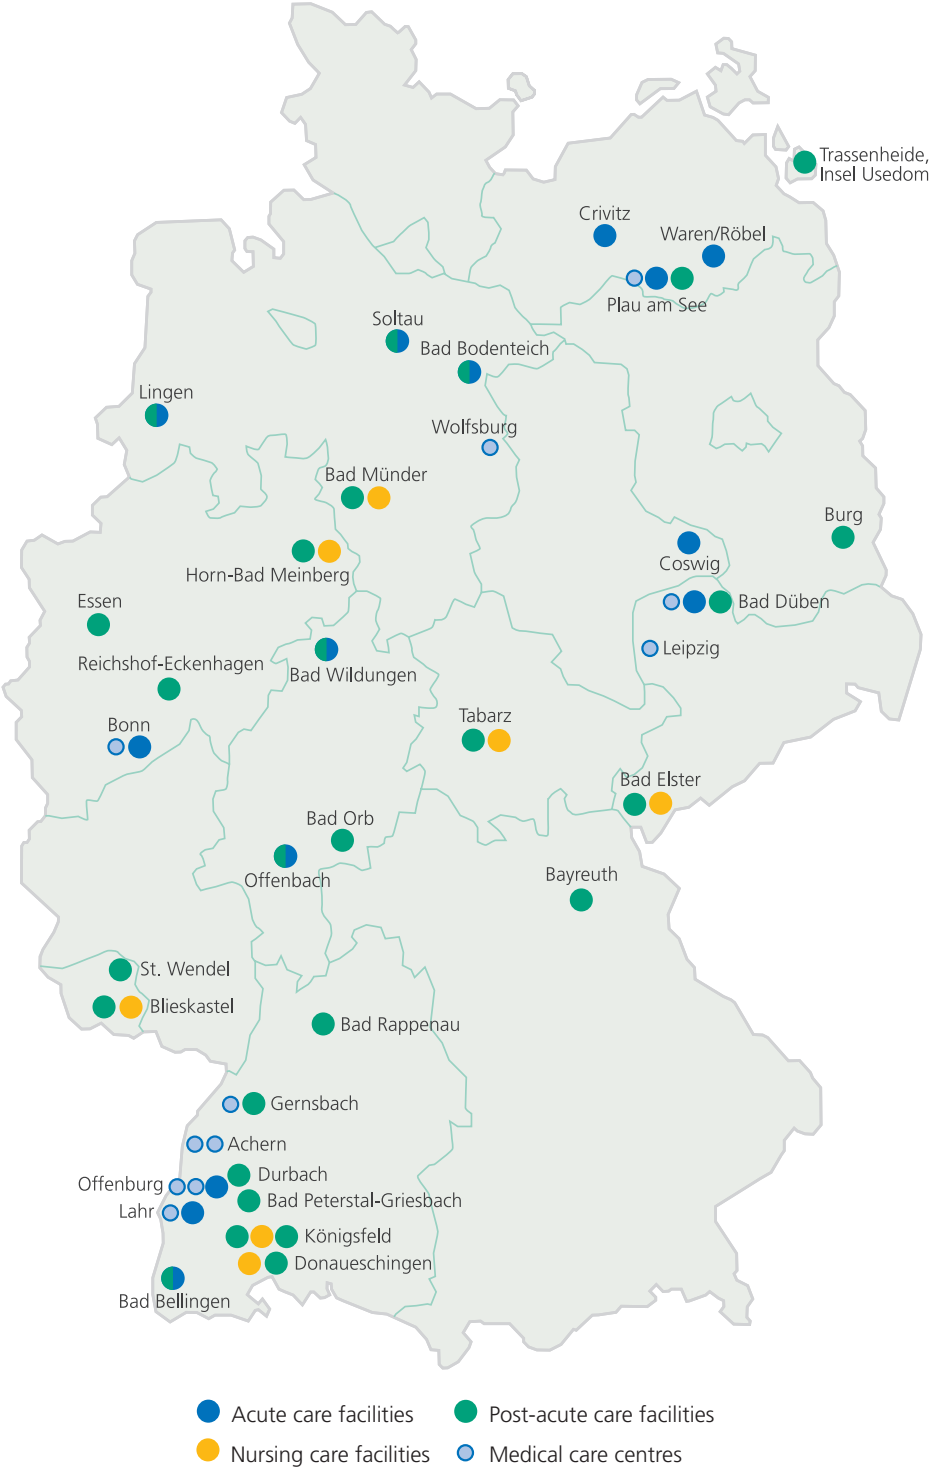 Trassenheide,
Insel Usedom
Crivitz
Waren/Röbel
Plau am See
Soltau
Bad Bodenteich
Lingen
Wolfsburg
Bad Münder
Burg
Coswig
Horn-Bad Meinberg
Essen
Bad Düben
Leipzig
Reichshof-Eckenhagen
Bad Wildungen
Bonn
Tabarz
Bad Elster
Bad Orb
Offenbach
Bayreuth
St. Wendel
Blieskastel
Bad Rappenau
Gernsbach
Achern
Durbach
Offenburg
Bad Peterstal-Griesbach
Lahr
Königsfeld
Donaueschingen
Bad Bellingen
Acute care facilities
Post-acute care facilities
Nursing care facilities
Medical care centres